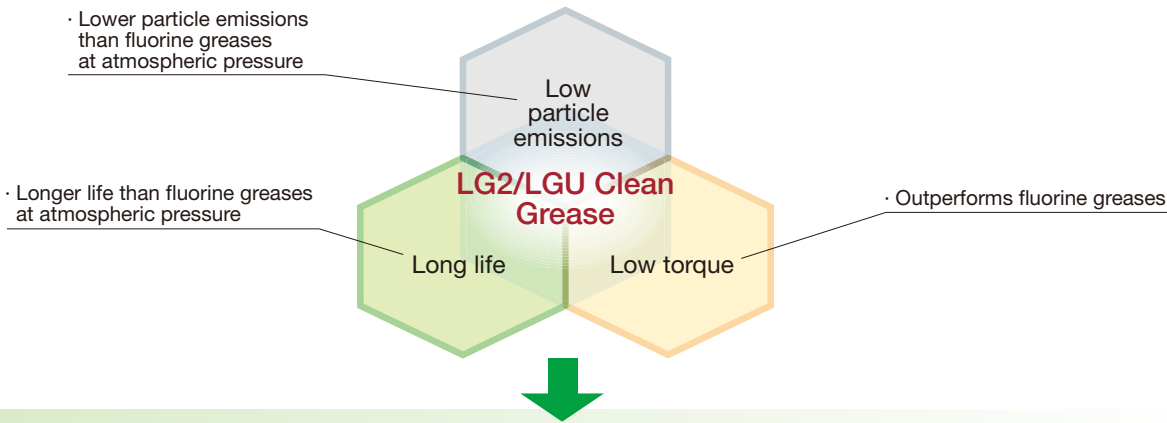 · Lower particle emissions
than fluorine greases
at atmospheric pressure
Low
particle
emissions
LG2/LGU Clean
Grease
· Longer life than fluorine greases
at atmospheric pressure
· Outperforms fluorine greases
Long life
Low torque